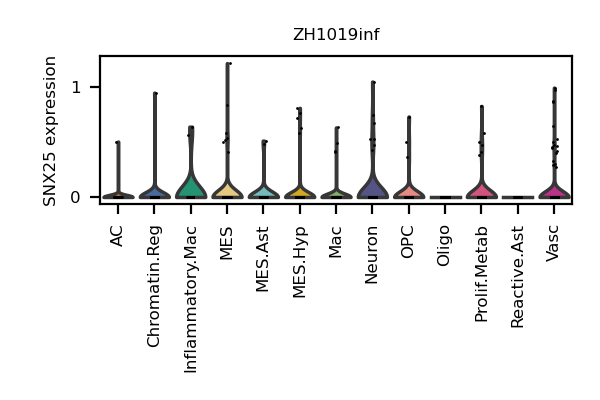 ZH1019inf
SNX25 expression
1
0
AC
Chromatin.Reg
Inflammatory.Mac
MES
MES.Ast
MES.Hyp
Mac
Neuron
OPC
Oligo
Prolif.Metab
Reactive.Ast
Vasc